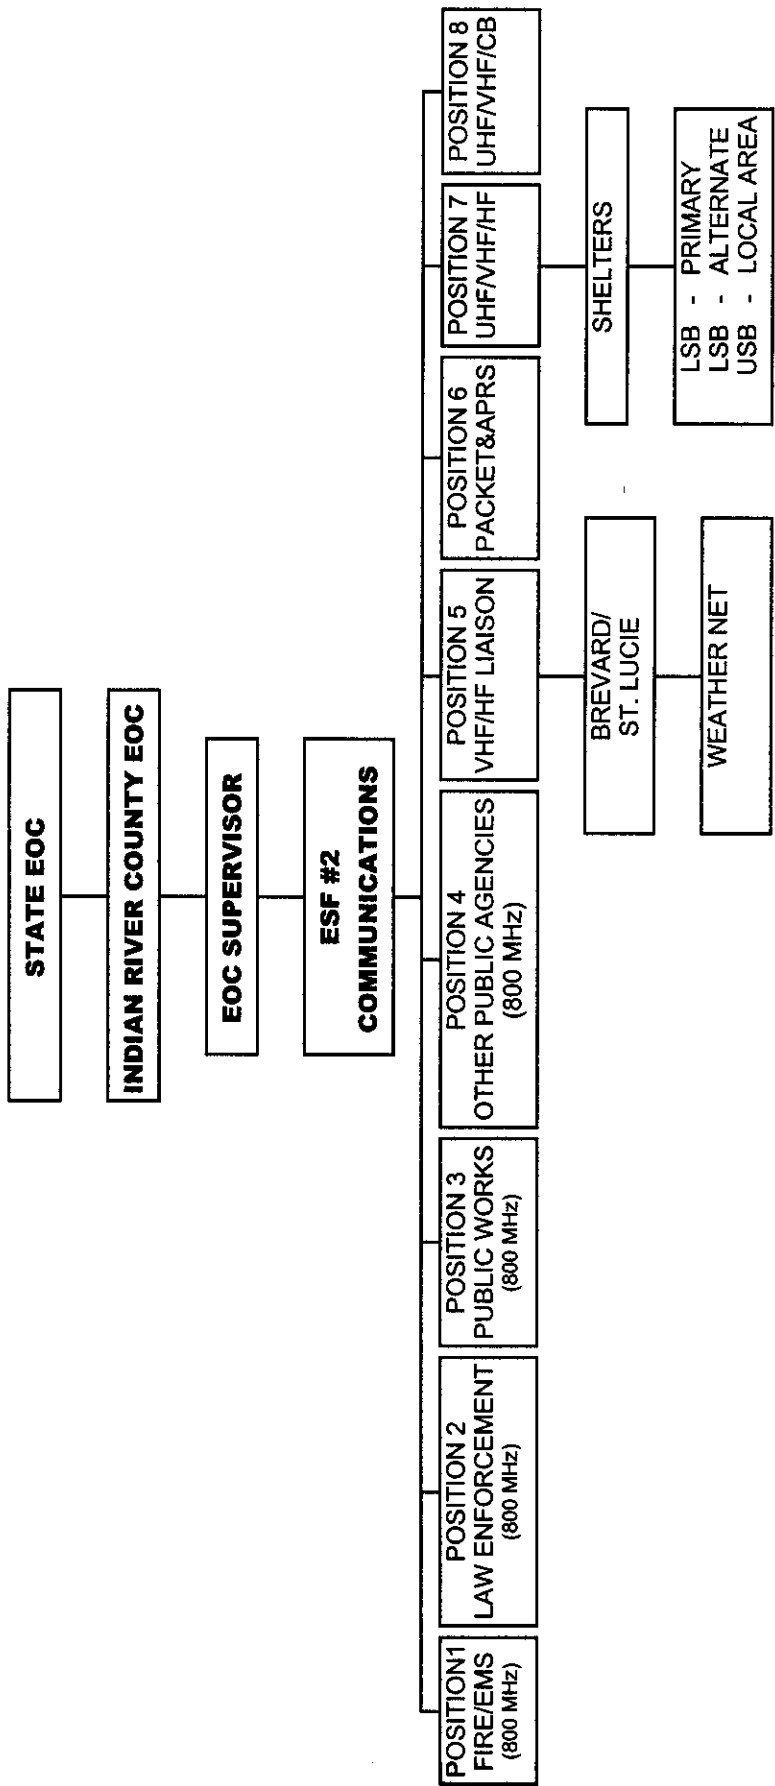 STATE EOC
INDIAN RIVER COUNTY EOC
EOC SUPERVISOR
ESF #2
COMMUNICATIONS
POSITION1
FIRE/EMS
(800 MHz)
POSITION 2
LAW ENFORCEMENT
(800 MHz)
POSITION 3
PUBLIC WORKS
(800 MHz)
POSITION 4
OTHER PUBLIC AGENCIES
(800 MHz)
POSITION 5
VHF/HF LIAISON
POSITION 6
PACKET&APRS
POSITION 7
UHF/VHF/HF
POSITION 8
UHF/VHF/CB
BREVARD/
ST. LUCIE
WEATHER NET
SHELTERS
LSB - PRIMARY
LSB - ALTERNATE
USB - LOCAL AREA